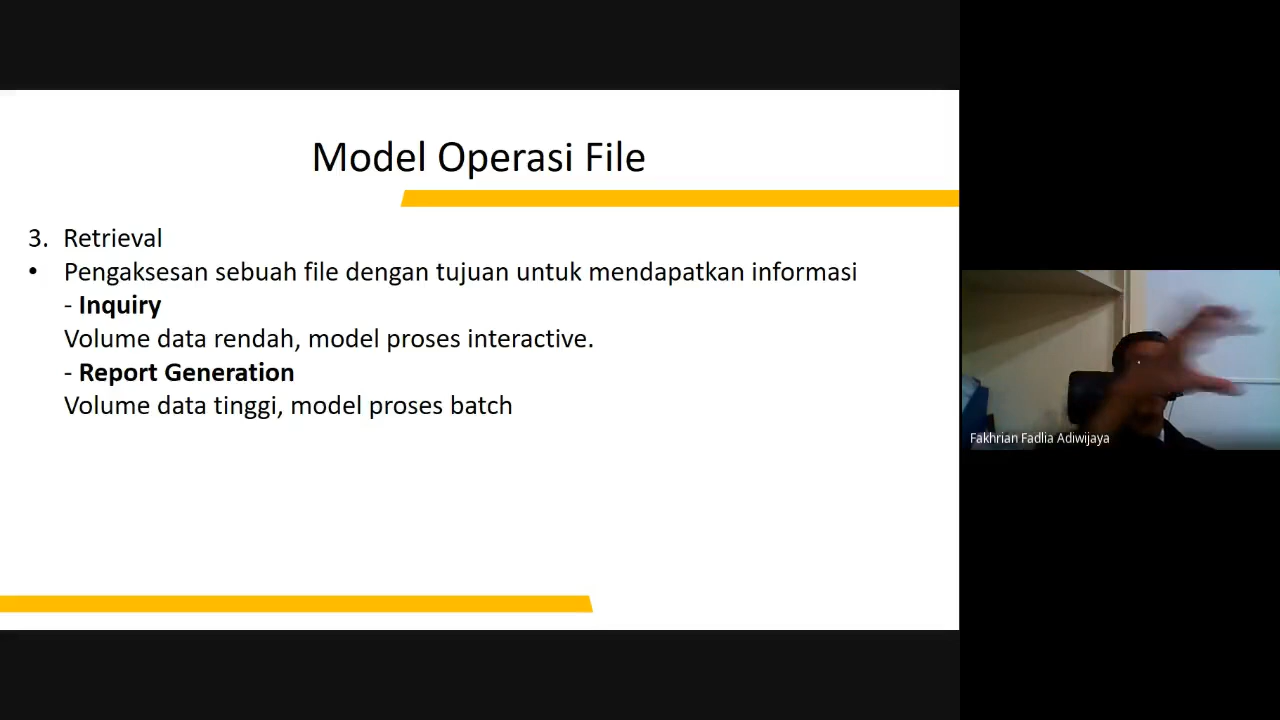 Model Operasi File
3. Retrieval
• Pengaksesan sebuah file dengan tujuan untuk mendapatkan informasi
- Inquiry
Volume data rendah, model proses interactive.
- Report Generation
Volume data tinggi, model proses batch
Fakhrian Fadlia Adiwijaya